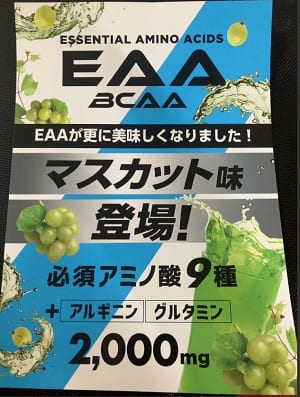 ESSENTIAL AMINO ACIDS
EAA
BCAA
EAAが更に美味しくなりました!
マスカット味
登場!
必須アミノ酸9種
+ アルギニン グルタミン
2,000mg